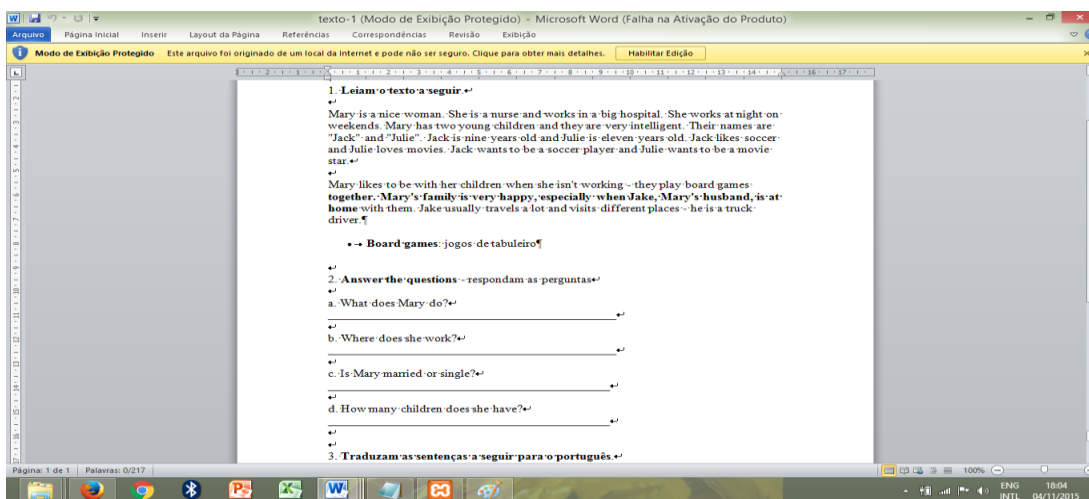 texto-1 (Modo de Exibição Protegido) - Microsoft Word (Falha na Ativação do Produto)
Arquivo Página Inicial Inserir Layout da Página Referências Correspondências Revisão Exibição
Modo de Exibição Protegido Este arquivo foi originado de um local da Internet e pode não ser seguro. Clique para obter mais detalhes. Habilitar Edição
1. Leiam o texto a seguir.
Mary is a nice woman. She is a nurse and works in a big hospital. She works at night on
weekends. Mary has two young children and they are very intelligent. Their names are
"Jack" and "Julie". Jack is nine years old and Julie is eleven years old. Jack likes soccer
and Julie loves movies. Jack wants to be a soccer player and Julie wants to be a movie
star.
Mary likes to be with her children when she isn't working - they play board games
together. Mary's family is very happy, especially when Jake, Mary's husband, is at
home with them. Jake usually travels a lot and visits different places - he is a truck
driver.
Board games: jogos de tabuleiro
2. Answer the questions - respondam as perguntas
a. What does Mary do?
b. Where does she work?
c. Is Mary married or single?
d. How many children does she have?
3. Traduzam as sentenças a seguir para o português.
Página: 1 de 1 Palavras: 0/217 100%
ENG 18:04
INTL 04/11/2015